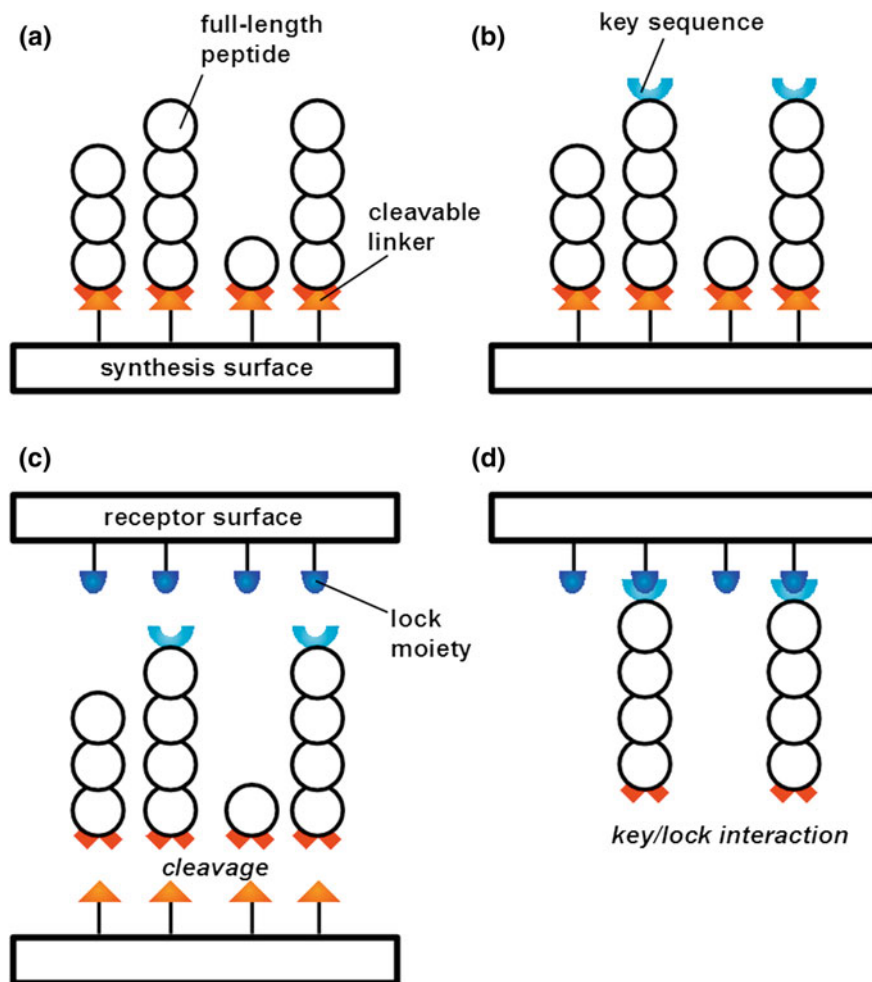 (a)
full-length
peptide
cleavable
linker
synthesis surface
(b)
key sequence
(c)
receptor surface
lock
moiety
cleavage
(d)
key/lock interaction